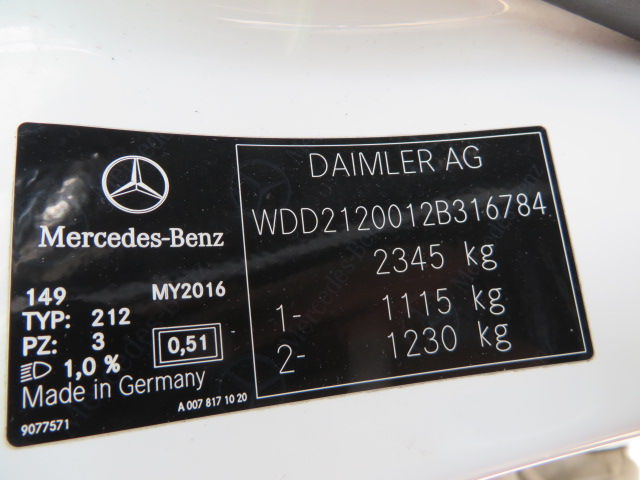 Mercedes-Benz
149 MY2016
TYP: 212
PZ: 3
1,0 % 0,51
Made in Germany
A 007 817 10 20
9077571
DAIMLER AG
WDD2120012B316784
2345 kg
1- 1115 kg
2- 1230 kg